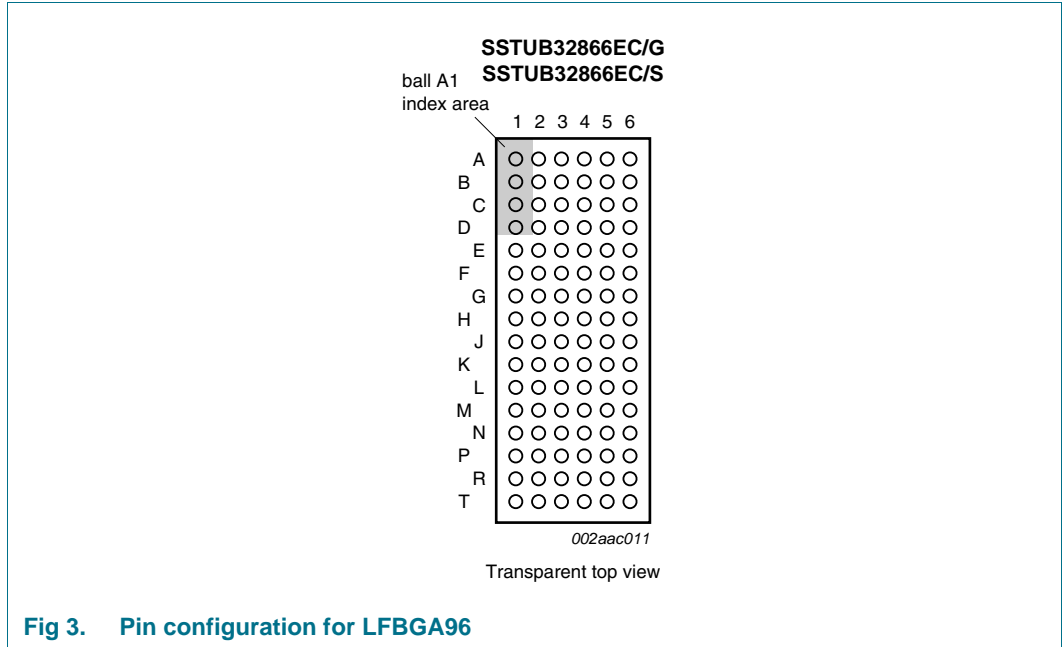 SSTUB32866EC/G
SSTUB32866EC/S
ball A1
index area
1 2 3 4 5 6
A
B
C
D
E
F
G
H
J
K
L
M
N
P
R
T
002aac011
Transparent top view
Fig 3. Pin configuration for LFBGA96